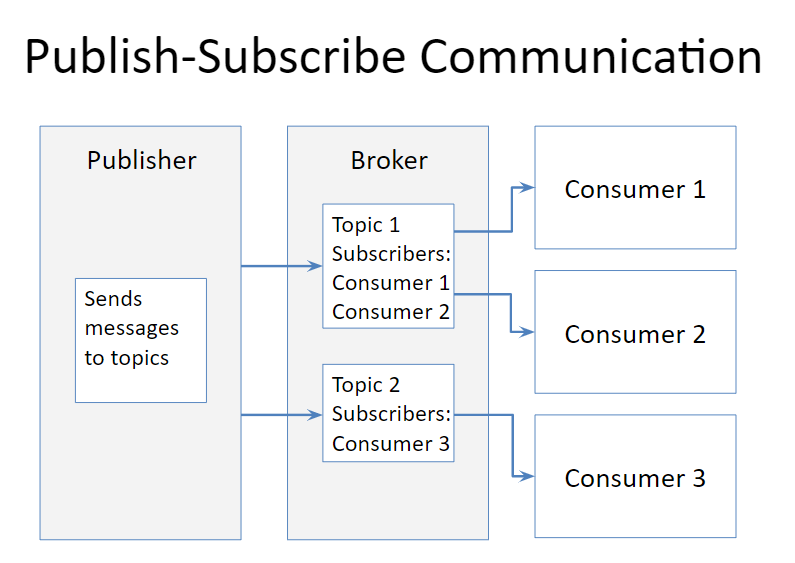 Publish-Subscribe Communication
Publisher
Sends
messages
to topics
Broker
Topic 1
Subscribers:
Consumer 1
Consumer 2
Topic 2
Subscribers:
Consumer 3
Consumer 1
Consumer 2
Consumer 3